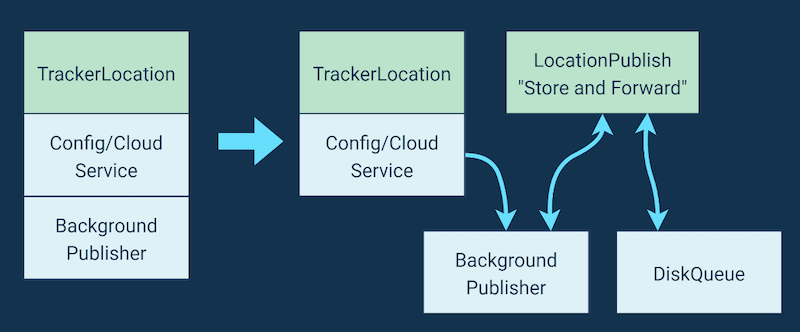 TrackerLocation
Config/Cloud
Service
Background
Publisher
TrackerLocation
Config/Cloud
Service
LocationPublish
"Store and Forward"
Background
Publisher
DiskQueue